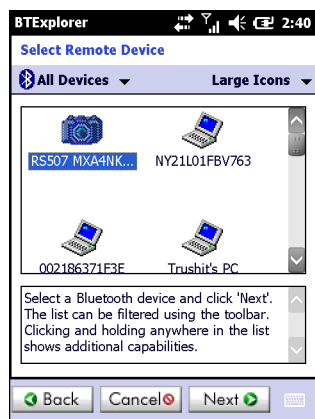 BTExplorer 2:40
Select Remote Device
All Devices Large Icons
RS507 MXA4NK... NY21L01FBV763
002186371F3E Trushit's PC
Select a Bluetooth device and click 'Next'.
The list can be filtered using the toolbar.
Clicking and holding anywhere in the list
shows additional capabilities.
Back Cancel Next